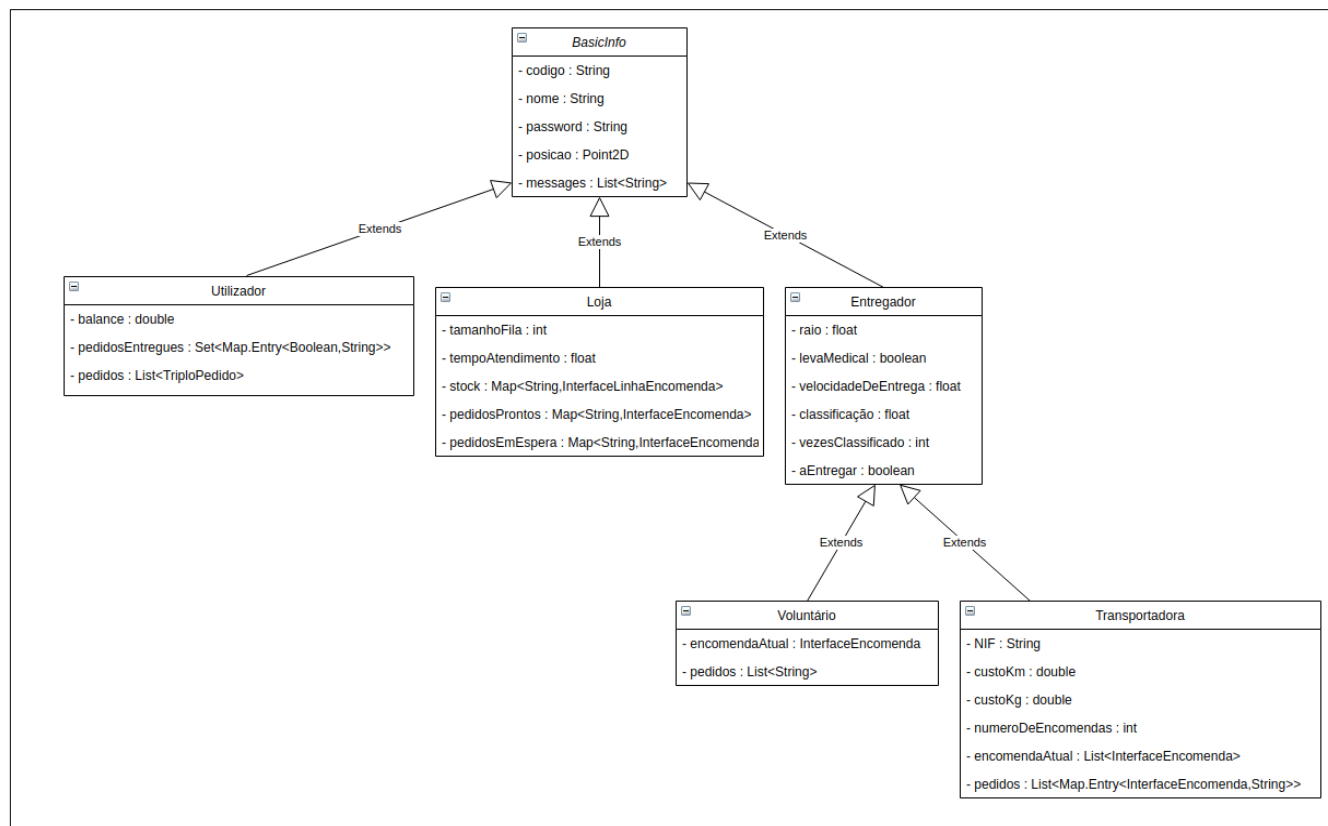 BasicInfo
- codigo : String
- nome : String
- password : String
- posicao : Point2D
- messages : List<String>
Extends
Extends
Extends
Utilizador
- balance : double
- pedidosEntregues : Set<Map.Entry<Boolean,String>>
- pedidos : List<TriploPedido>
Loja
- tamanhoFila : int
- tempoAtendimento : float
- stock : Map<String,InterfaceLinhaEncomenda>
- pedidosProntos : Map<String,InterfaceEncomenda>
- pedidosEmEspera : Map<String,InterfaceEncomenda
Entregador
- raio : float
- levaMedical : boolean
- velocidadeDeEntrega : float
- classificação : float
- vezesClassificado : int
- aEntregar : boolean
Extends
Extends
Voluntário
- encomendaAtual : InterfaceEncomenda
- pedidos : List<String>
Transportadora
- NIF : String
- custoKm : double
- custoKg : double
- numeroDeEncomendas : int
- encomendaAtual : List<InterfaceEncomenda>
- pedidos : List<Map.Entry<InterfaceEncomenda,String>>